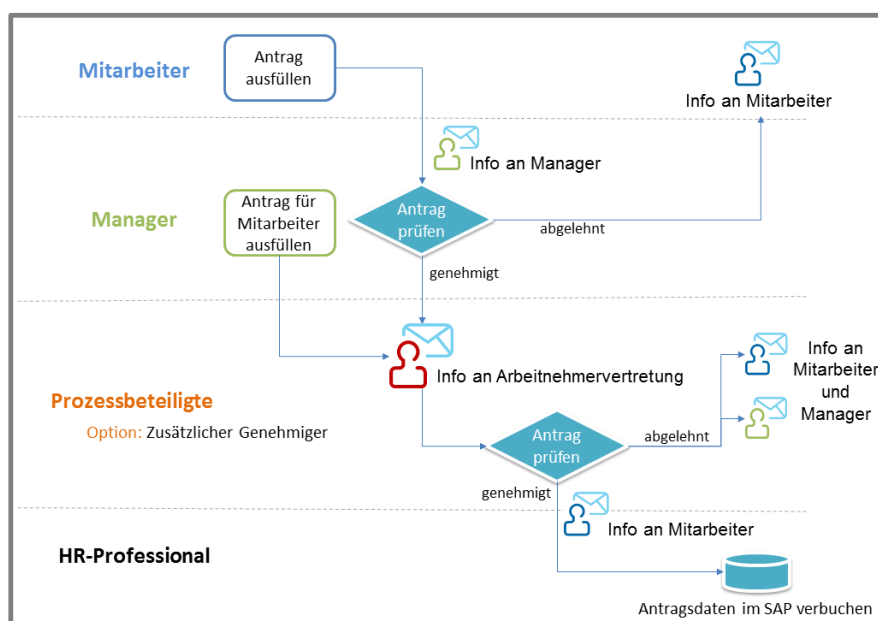 Mitarbeiter
Antrag
ausfüllen
Info an Mitarbeiter
Info an Manager
Manager
Antrag für
Mitarbeiter
ausfüllen
Antrag
prüfen
abgelehnt
genehmigt
Info an Arbeitnehmervertretung
Info an
Mitarbeiter
und
Manager
Prozessbeteiligte
Option: Zusätzlicher Genehmiger
Antrag
prüfen
abgelehnt
genehmigt
Info an Mitarbeiter
HR-Professional
Antragsdaten im SAP verbuchen